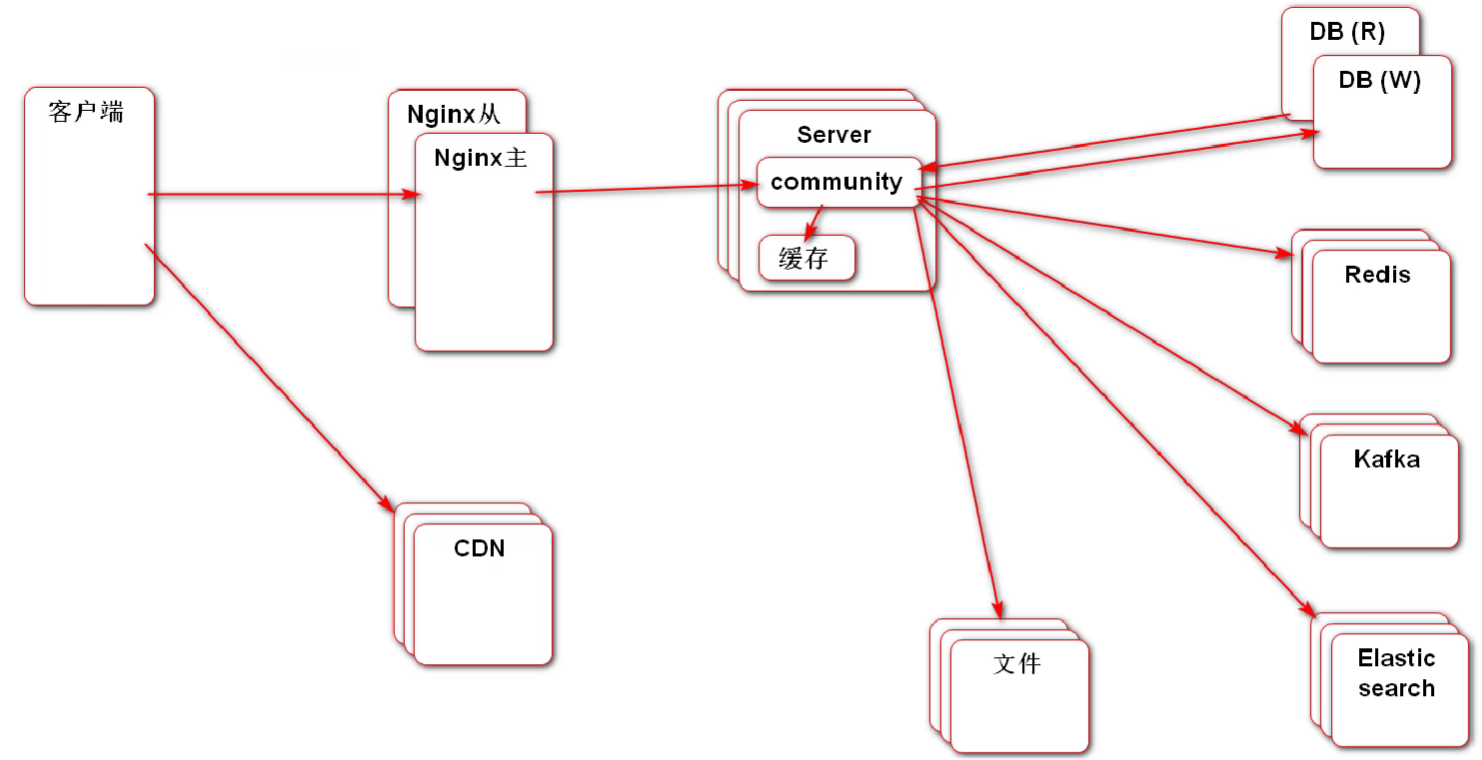 客户端
Nginx从
Nginx主
CDN
Server
community
缓存
文件
DB (R)
DB (W)
Redis
Kafka
Elastic
search